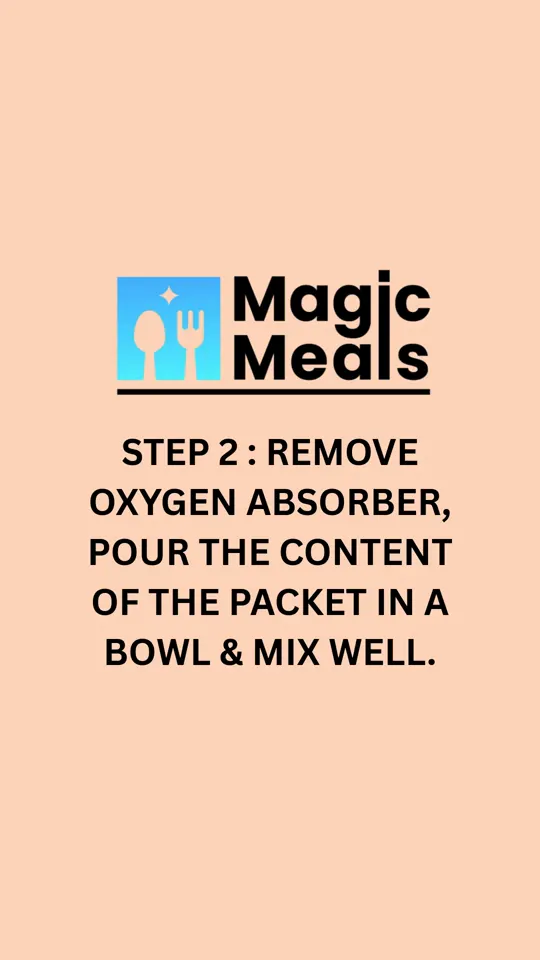 Magic
Meals
STEP 2 : REMOVE
OXYGEN ABSORBER,
POUR THE CONTENT
OF THE PACKET IN A
BOWL & MIX WELL.